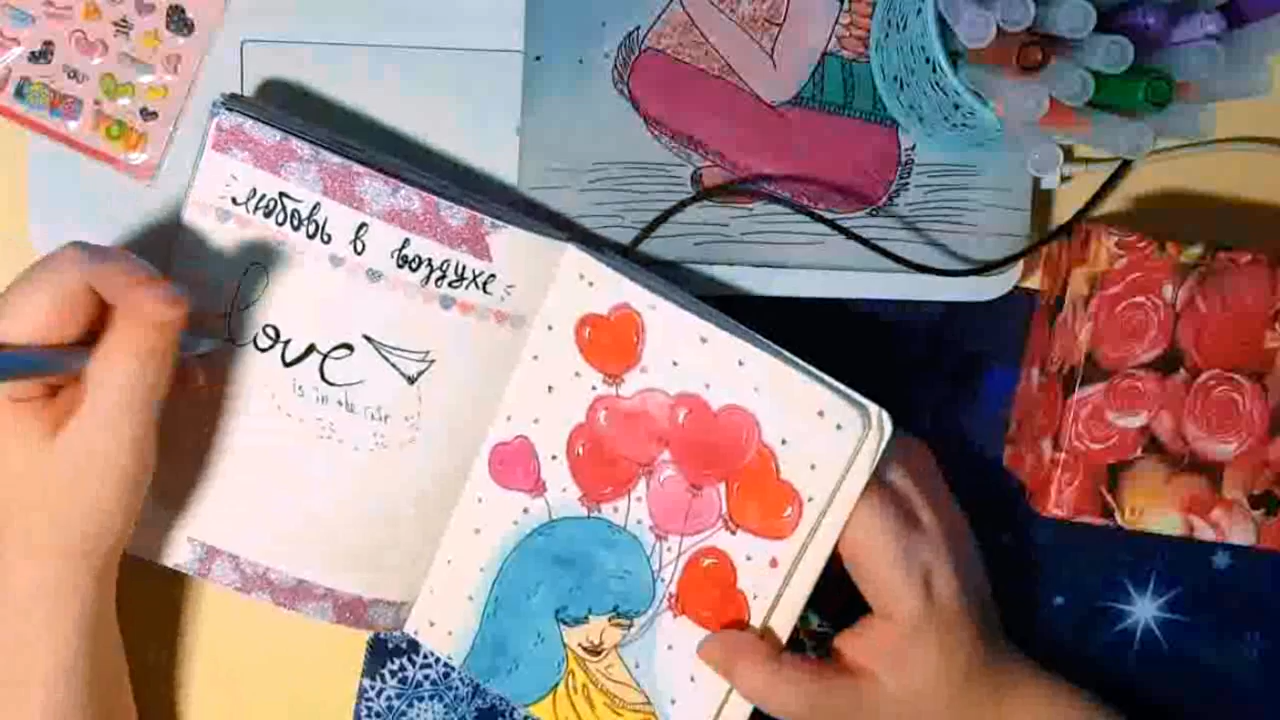 любовь в воздухе
love
is in the air